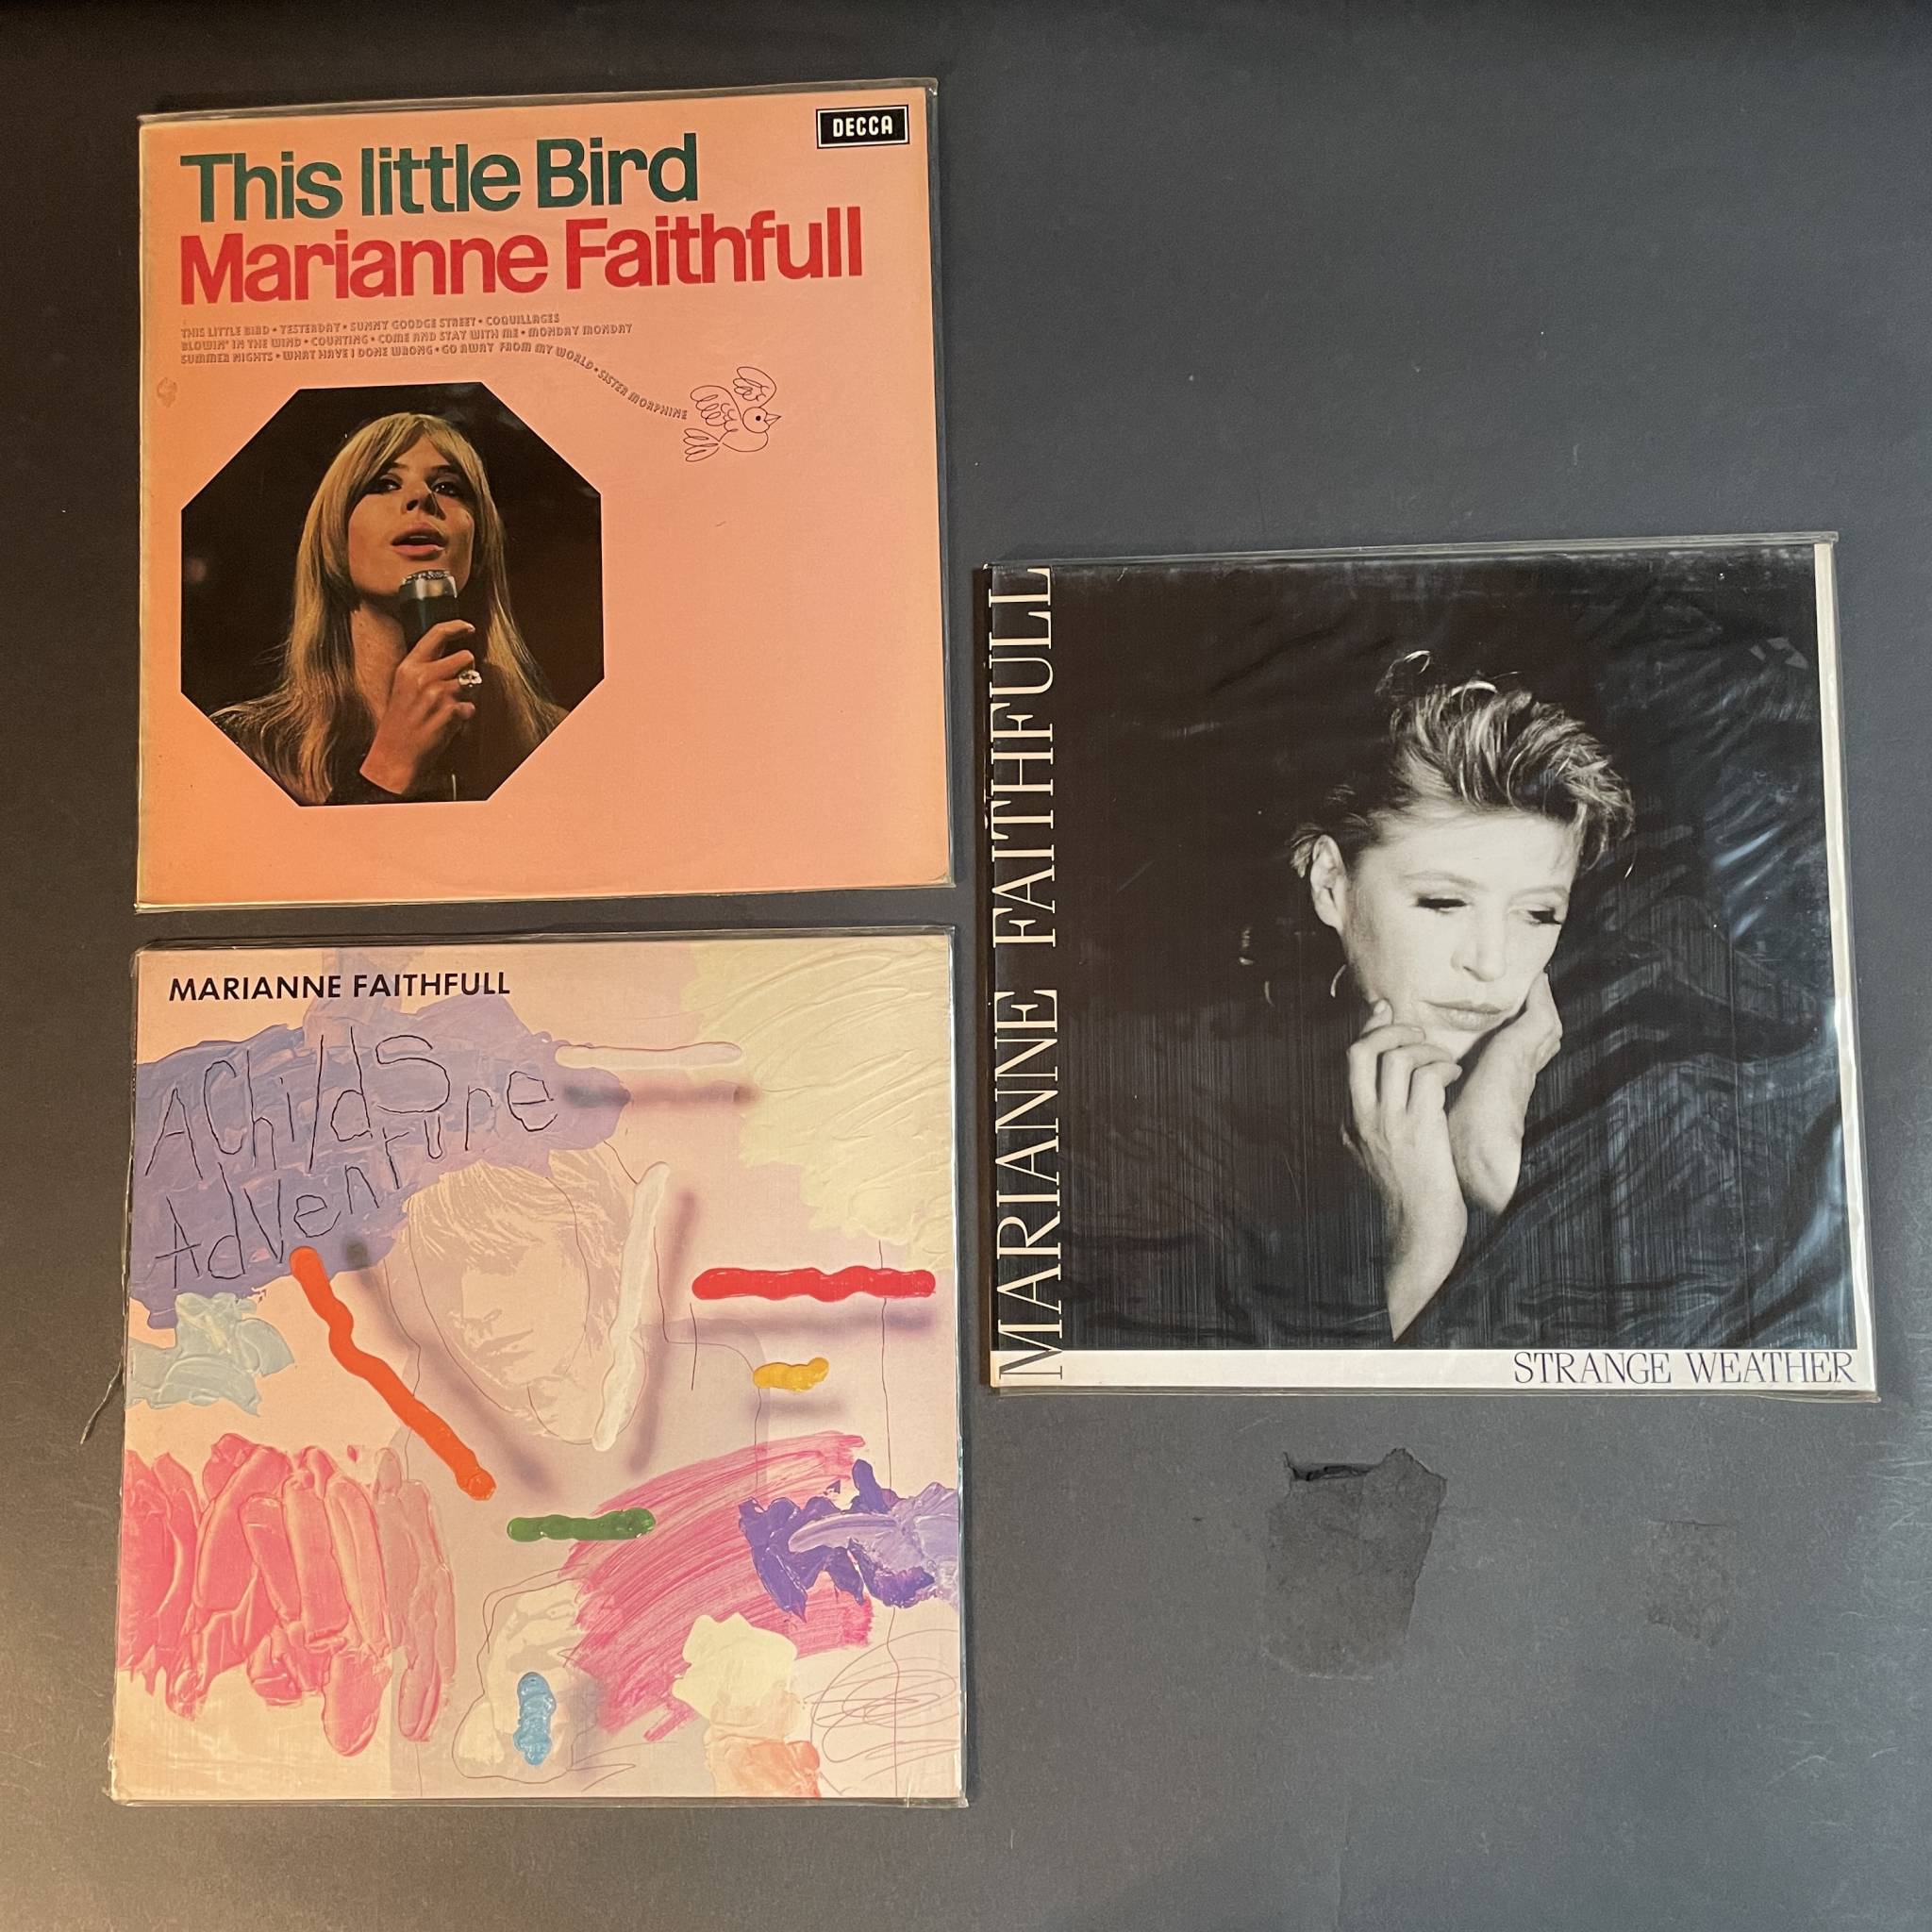 DECCA
This little Bird
Marianne Faithfull
THIS LITTLE BIRD • YESTERDAY • SUNNY GOODGE STREET • COQUILLAGES
BLOWIN' IN THE WIND • COUNTING • COME AND STAY WITH ME • MONDAY MONDAY
SUMMER NIGHTS • WHAT HAVE I DONE WRONG • GO AWAY FROM MY WORLD • SISTER MORPHINE
MARIANNE FAITHFULL
A Childs
Adventure
MARIANNE FAITHFULL
STRANGE WEATHER